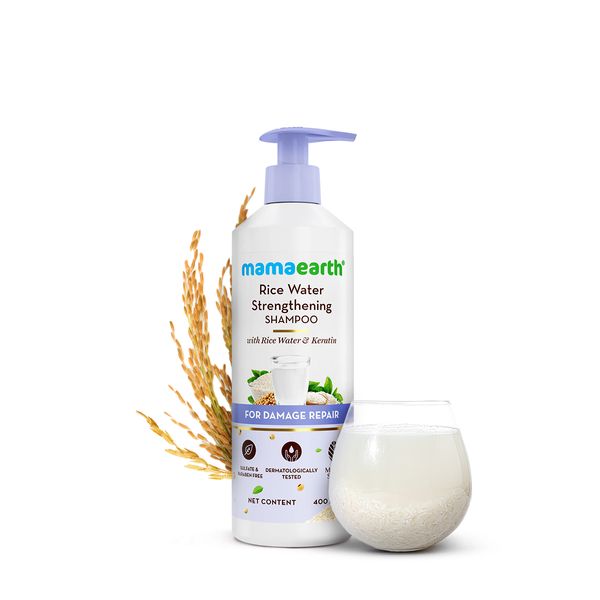 mamaearth®
Rice Water
Strengthening
SHAMPOO
with Rice Water & Keratin
FOR DAMAGE REPAIR
SULFATE &
PARABEN FREE
DERMATOLOGICALLY
TESTED
NET CONTENT
400